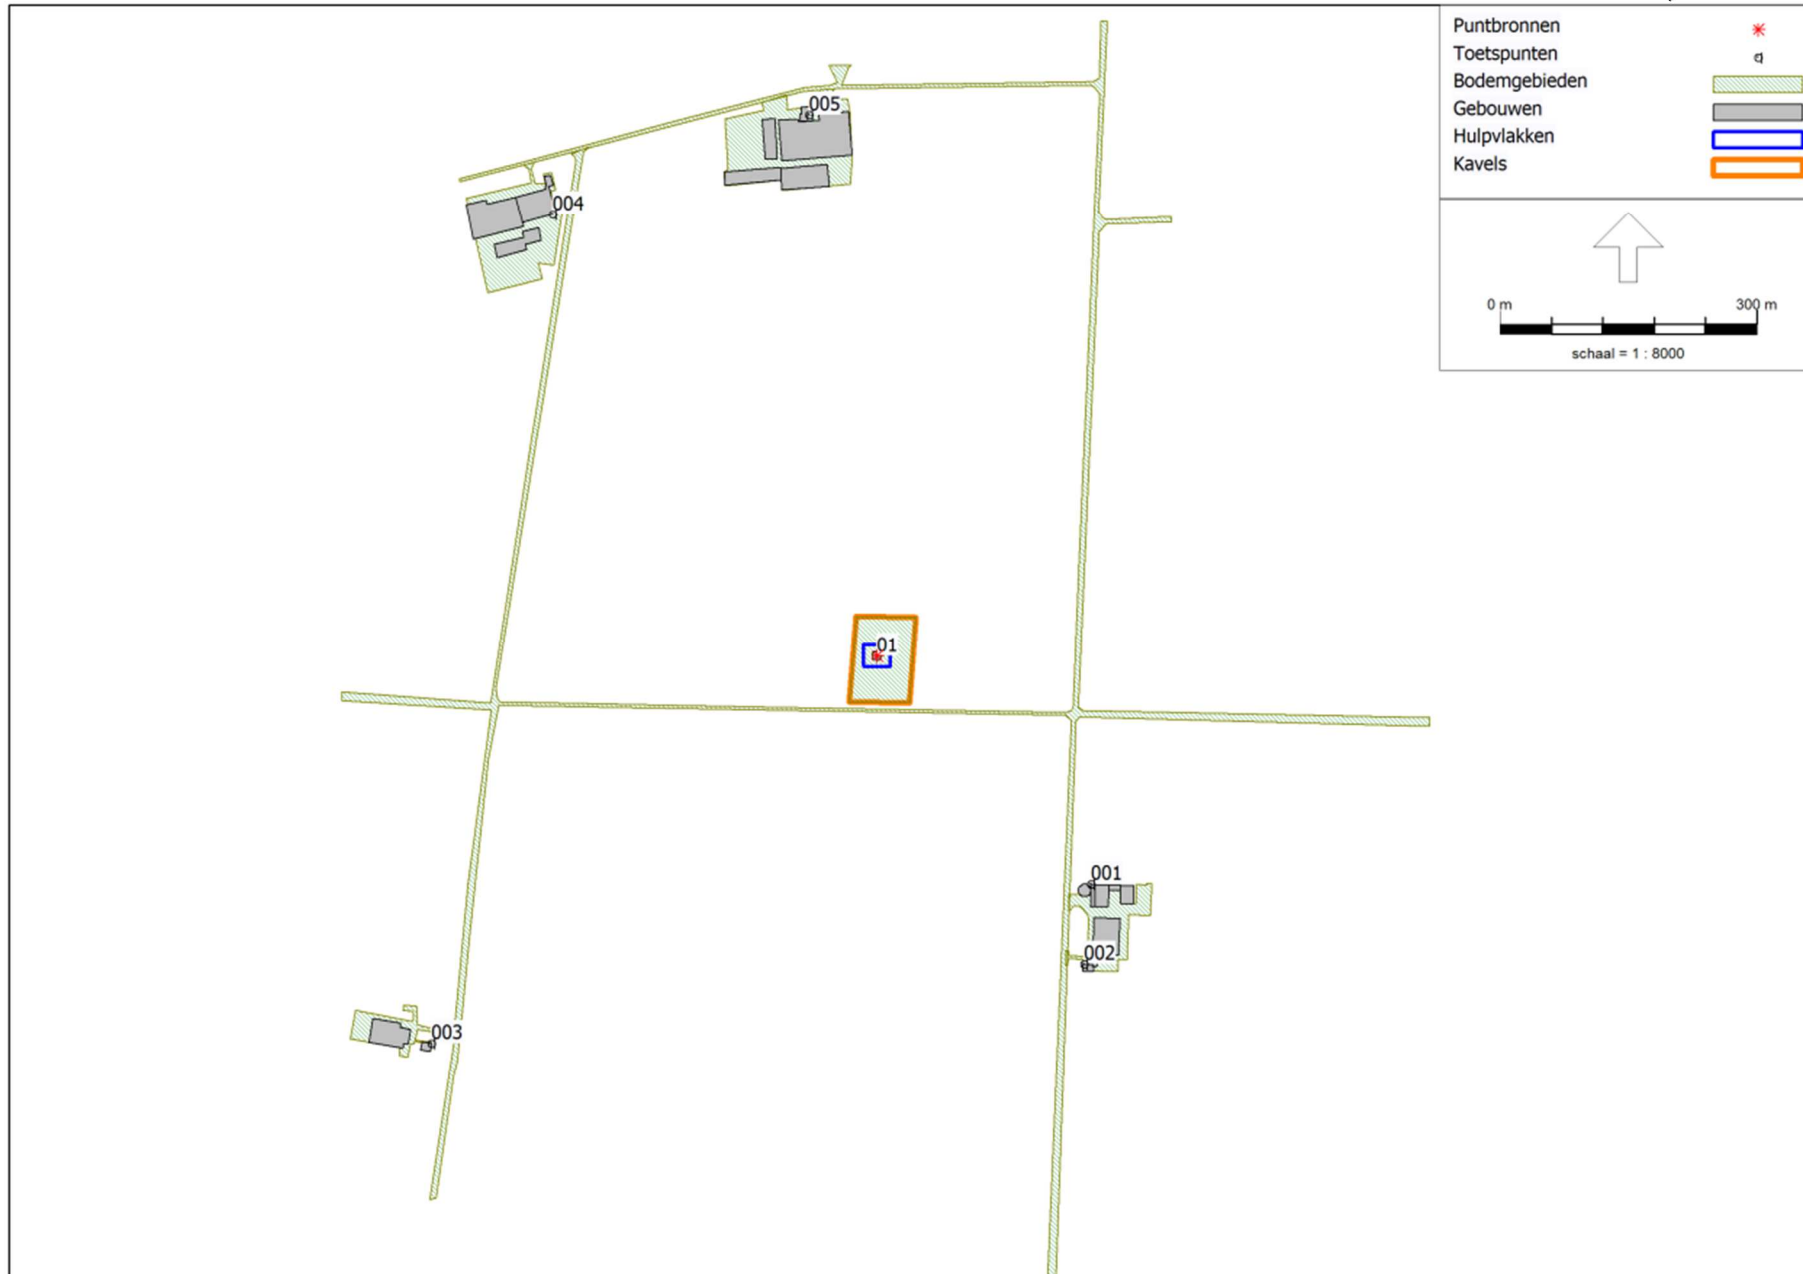 Puntbronnen
Toetspunten
Bodemgebieden
Gebouwen
Hulpvlakken
Kavels
0 m 300 m
schaal = 1 : 8000
005
004
01
001
002
003